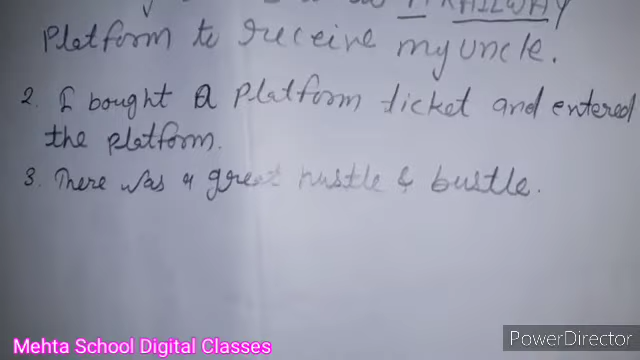 RAILWAY
Platform to receive my uncle.
2. I bought a platform ticket and entered
the platform.
3. There was a great hustle & bustle.
Mehta School Digital Classes
PowerDirector